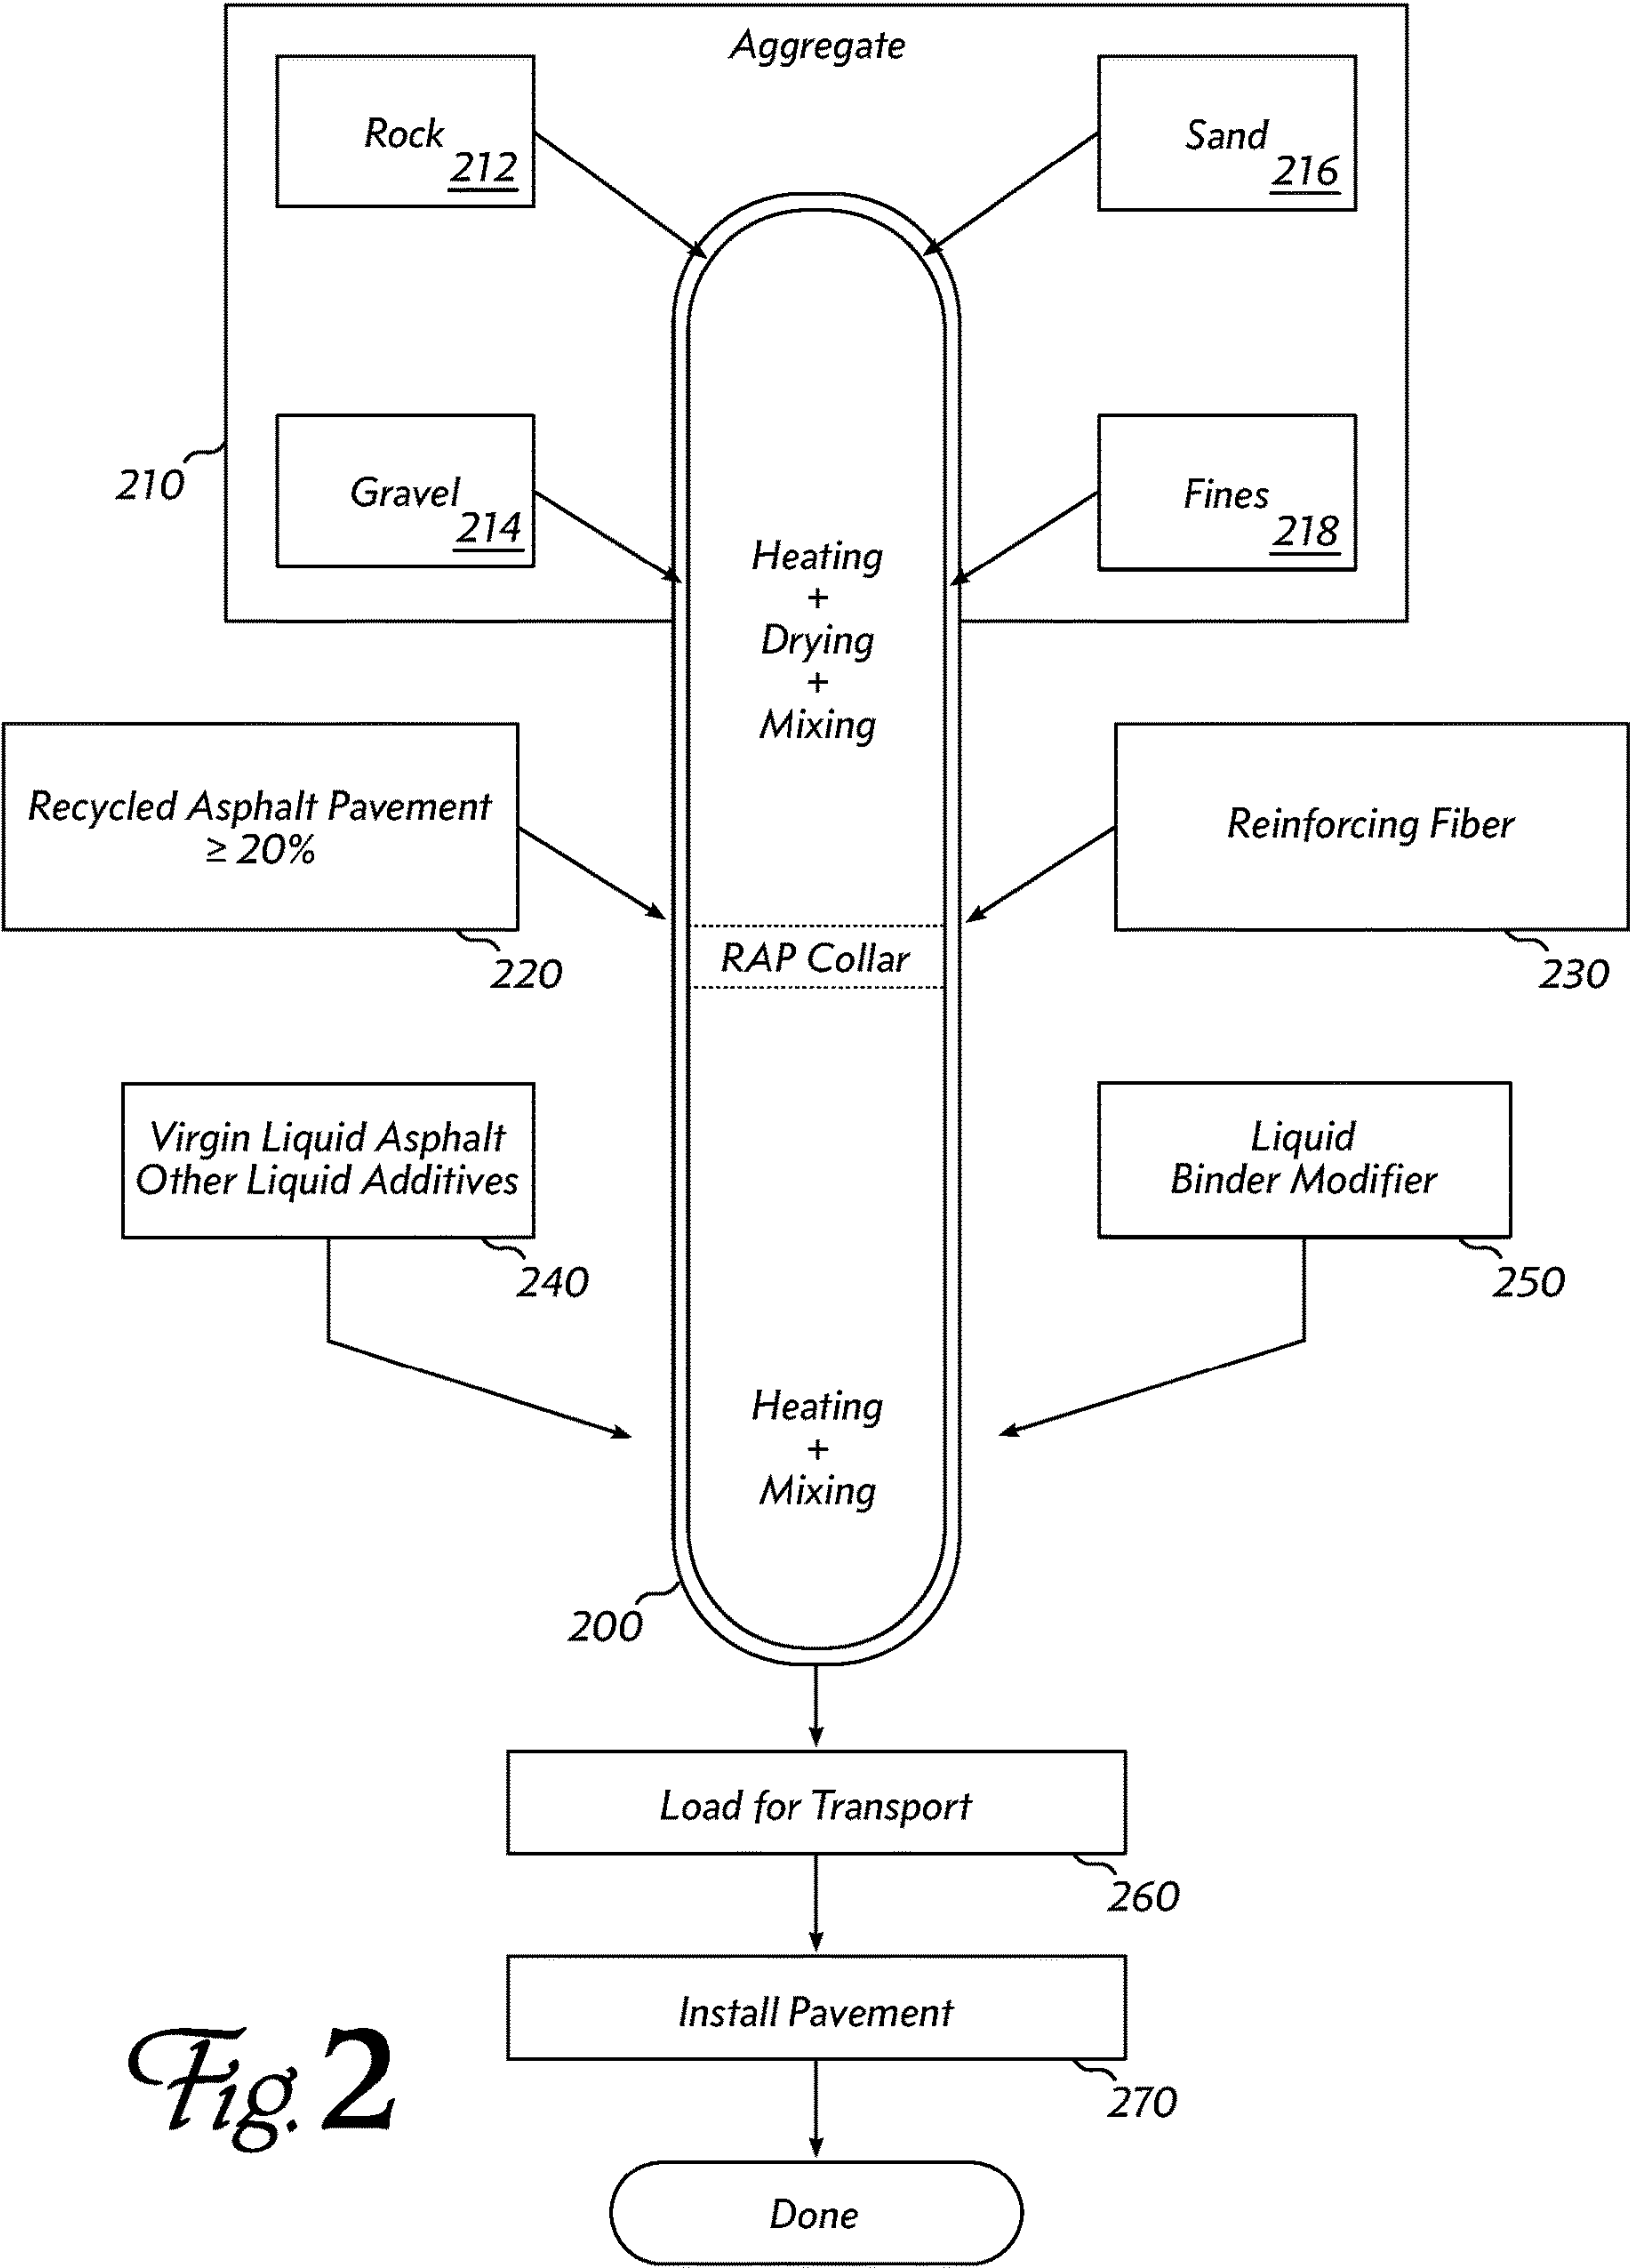 Aggregate
Rock
212
Sand
216
210
Gravel
214
Fines
218
Heating
+
Drying
+
Mixing
Recycled Asphalt Pavement
≥ 20%
220
Reinforcing Fiber
230
RAP Collar
Virgin Liquid Asphalt
Other Liquid Additives
240
Liquid
Binder Modifier
250
Heating
+
Mixing
200
Load for Transport
260
Install Pavement
270
Done
Fig. 2